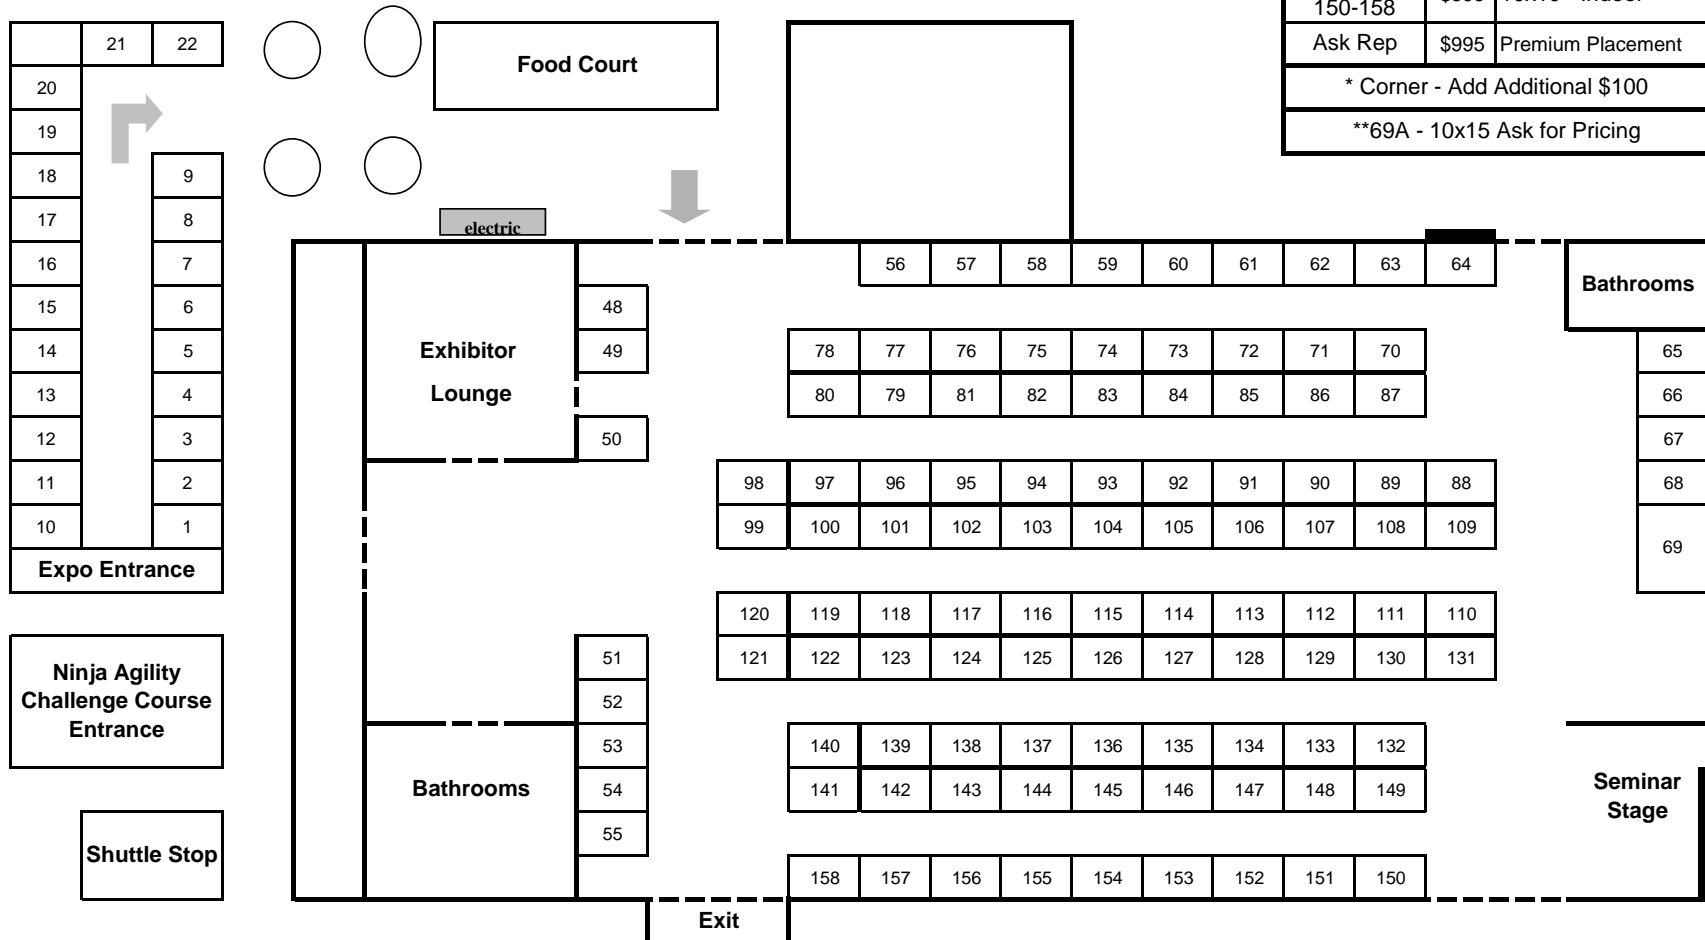 150-158
Ask Rep $995 Premium Placement
* Corner - Add Additional $100
**69A - 10x15 Ask for Pricing
21 22
Food Court
20
19
18 9
17 8
electric
16 7
56 57 58 59 60 61 62 63 64
Bathrooms
15 6
48
14 5
Exhibitor
49
78 77 76 75 74 73 72 71 70
65
13 4
Lounge
80 79 81 82 83 84 85 86 87
66
12 3
50
67
11 2
98 97 96 95 94 93 92 91 90 89 88
68
10 1
99 100 101 102 103 104 105 106 107 108 109
69
Expo Entrance
120 119 118 117 116 115 114 113 112 111 110
51
121 122 123 124 125 126 127 128 129 130 131
Ninja Agility
Challenge Course
Entrance
52
53
140 139 138 137 136 135 134 133 132
Bathrooms
54
141 142 143 144 145 146 147 148 149
Seminar
Stage
55
Shuttle Stop
158 157 156 155 154 153 152 151 150
Exit